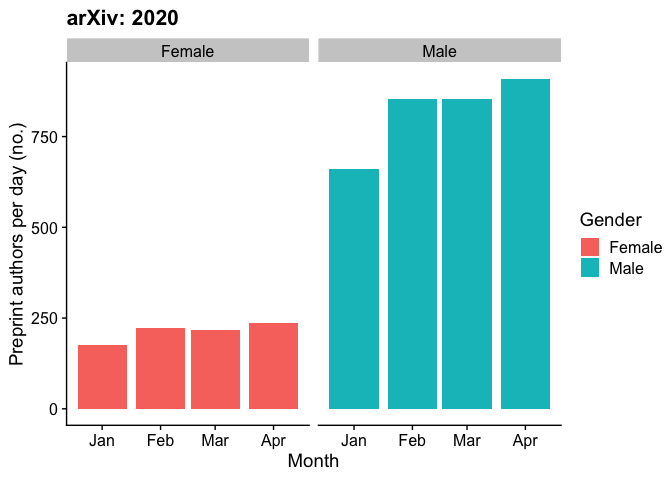 arXiv: 2020
Female
Male
Preprint authors per day (no.)
750
500
250
0
Jan Feb Mar Apr
Jan Feb Mar Apr
Month
Gender
Female
Male